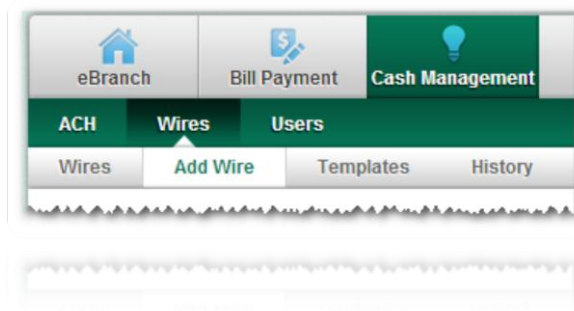 eBranch Bill Payment Cash Management
ACH Wires Users
Wires Add Wire Templates History